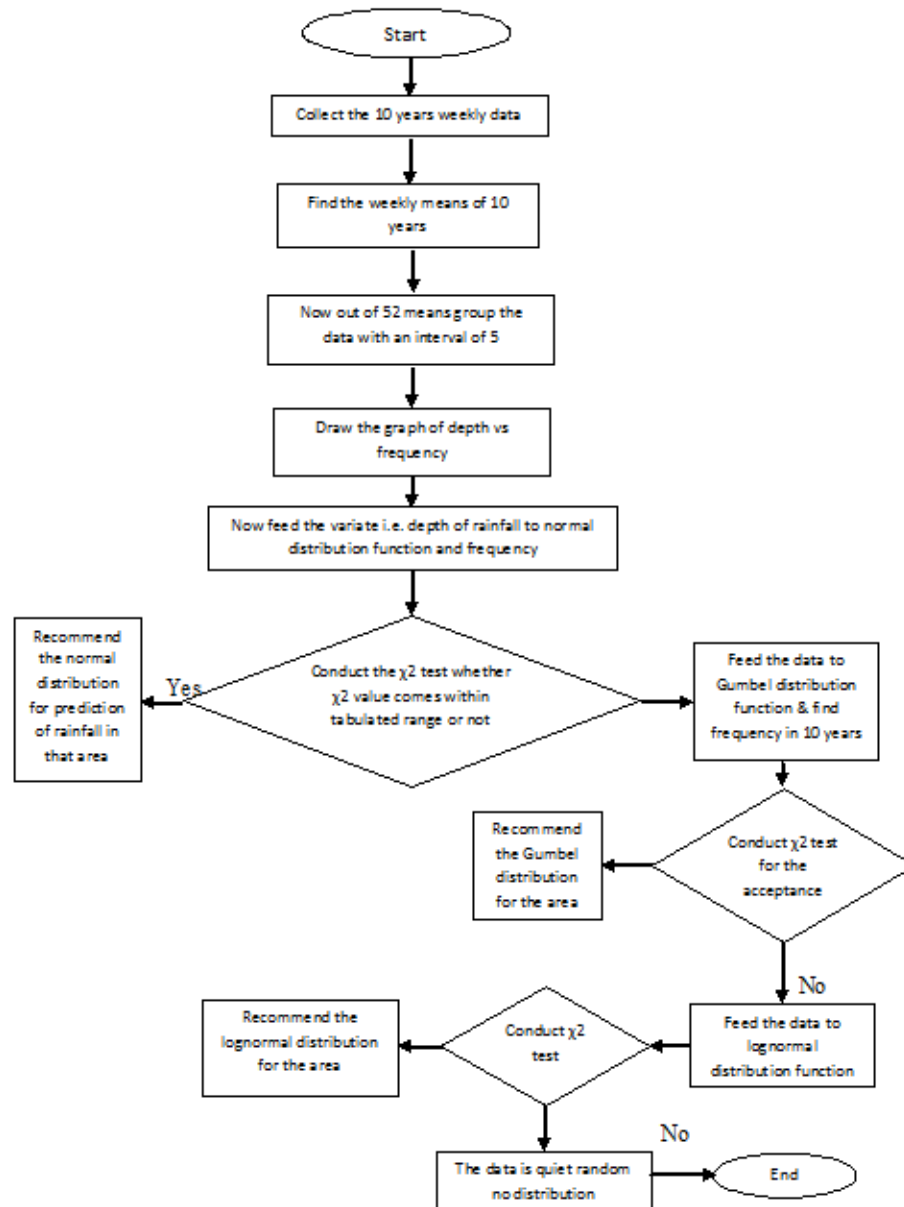 Start
Collect the 10 years weekly data
Find the weekly means of 10
years
Now out of 52 means group the
data with an interval of 5
Draw the graph of depth vs
frequency
Now feed the variate i.e. depth of rainfall to normal
distribution function and frequency
Recommend
the normal
distribution
for prediction
of rainfall in
that area
Yes
Conduct the χ2 test whether
χ2 value comes within
tabulated range or not
Feed the data to
Gumbel distribution
function & find
frequency in 10 years
Recommend
the Gumbel
distribution
for the area
Conduct χ2 test
for the
acceptance
No
Recommend the
lognormal distribution
for the area
Conduct χ2
test
Feed the data to
lognormal
distribution function
No
The data is quiet random
no distribution
End